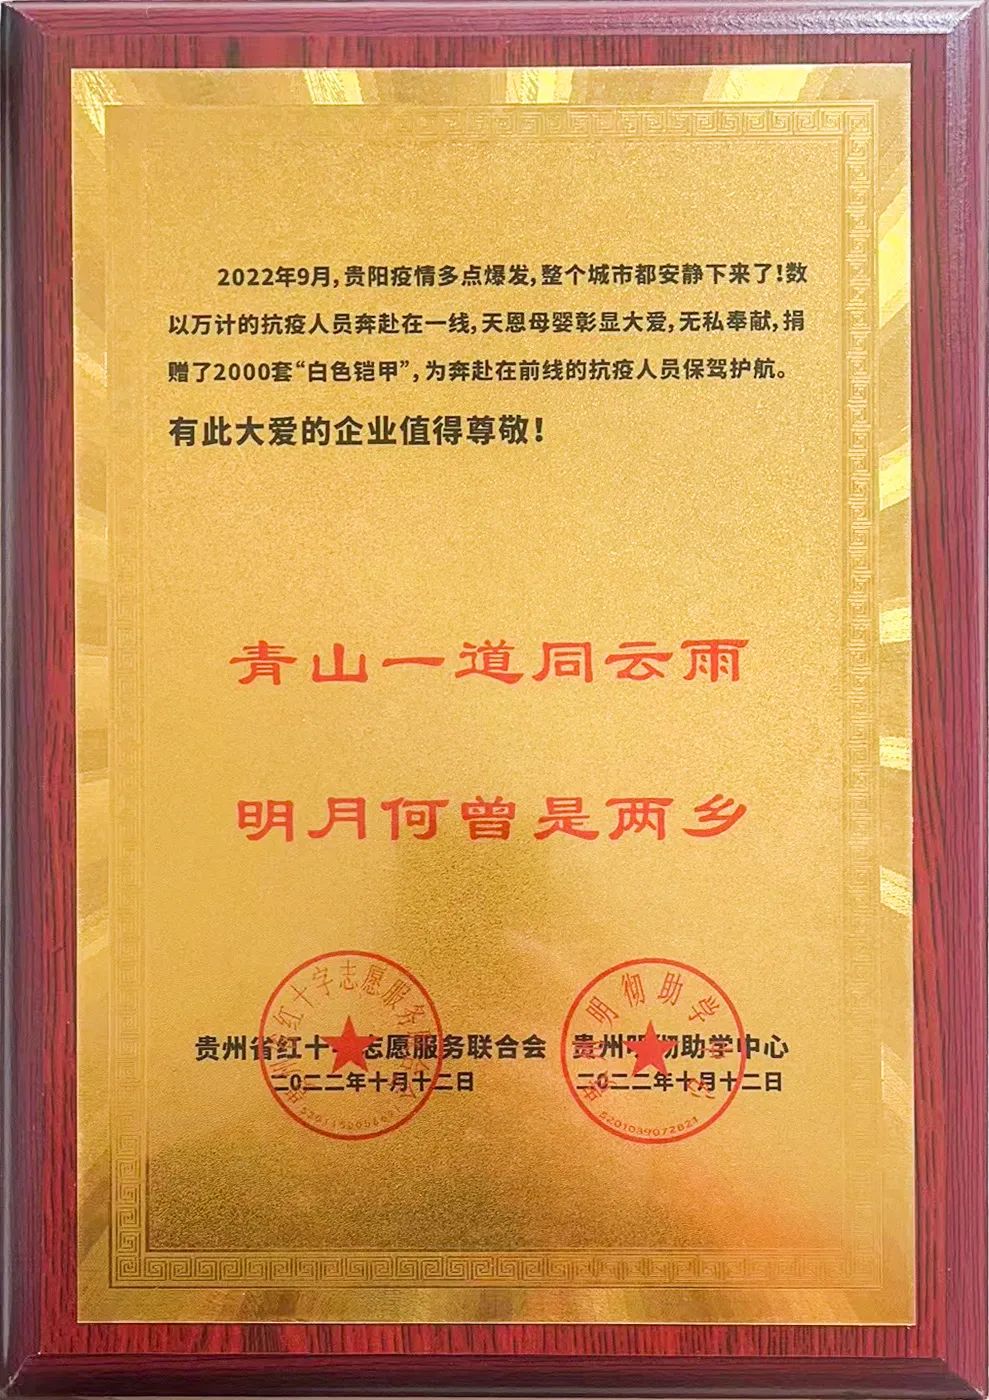 2022年9月,贵阳疫情多点爆发,整个城市都安静下来了!数
以万计的抗疫人员奔赴在一线,天恩母婴彰显大爱,无私奉献,捐
赠了2000套“白色铠甲”,为奔赴在前线的抗疫人员保驾护航。
有此大爱的企业值得尊敬!
青山一道同云雨
明月何曾是两乡
贵州省红十字志愿服务联合会 贵州明彻助学中心
二〇二二年十月十二日 二〇二二年十月十二日
5201039072821